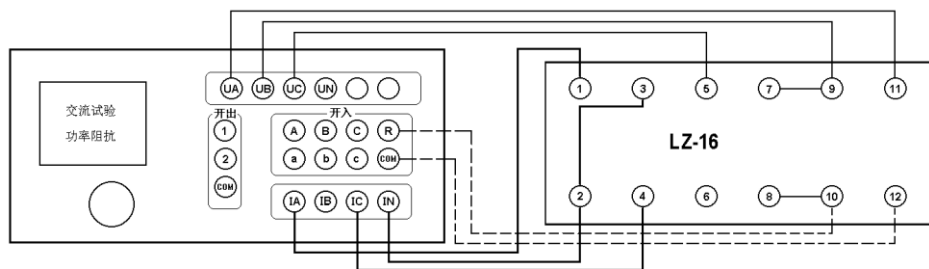 UA UB UC UN
交流试验
功率阻抗
开出
1
2
COM
开入
A B C R
a b c COM
IA IB IC IN
1 3 5 7 9 11
LZ-16
2 4 6 8 10 12